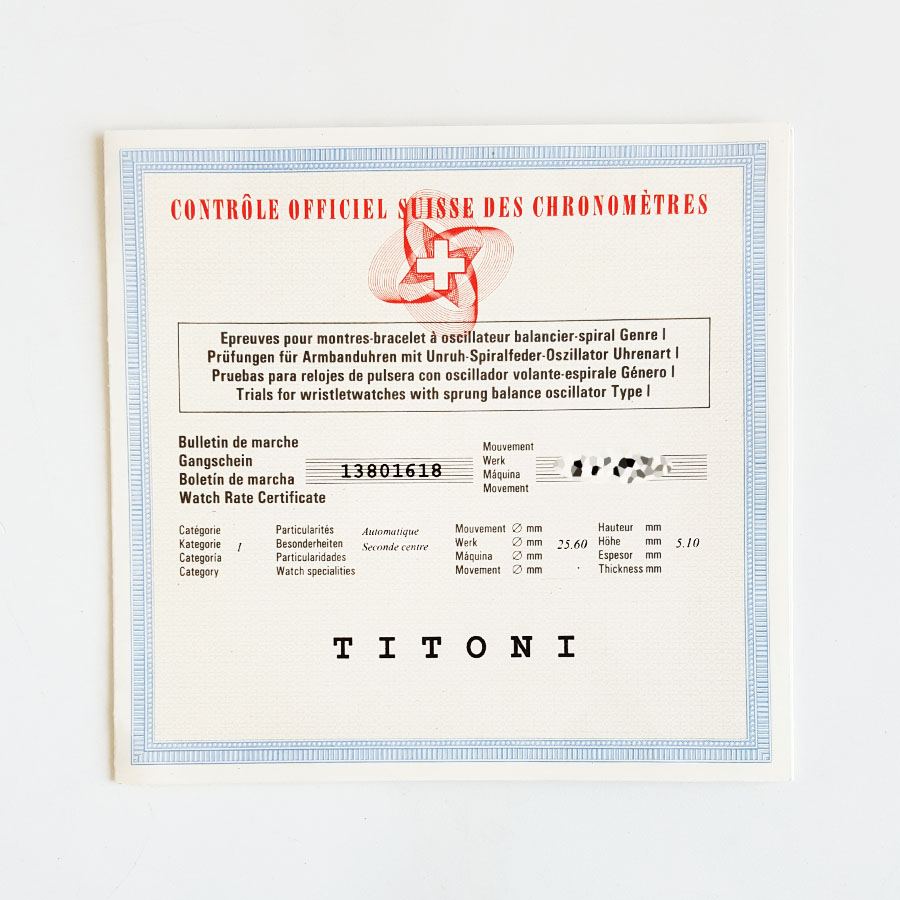 CONTRÔLE OFFICIEL SUISSE DES CHRONOMÈTRES
Epreuves pour montres-bracelet à oscillateur balancier-spiral Genre I
Prüfungen für Armbanduhren mit Unruh-Spiralfeder-Oszillator Uhrenart I
Pruebas para relojes de pulsera con oscillador volante-espirale Género I
Trials for wristletwatches with sprung balance oscillator Type I
Bulletin de marche
Gangschein
Boletín de marcha
Watch Rate Certificate
13801618
Mouvement
Werk
Máquina
Movement
Catégorie
Kategorie
Categoria
Category
1
Particularités
Besonderheiten
Particularidades
Watch specialities
Automatique
Seconde centre
Mouvement ∅ mm
Werk ∅ mm
Máquina ∅ mm
Movement ∅ mm
25.60
Hauteur mm
Höhe mm
Espesor mm
Thickness mm
5.10
TITONI